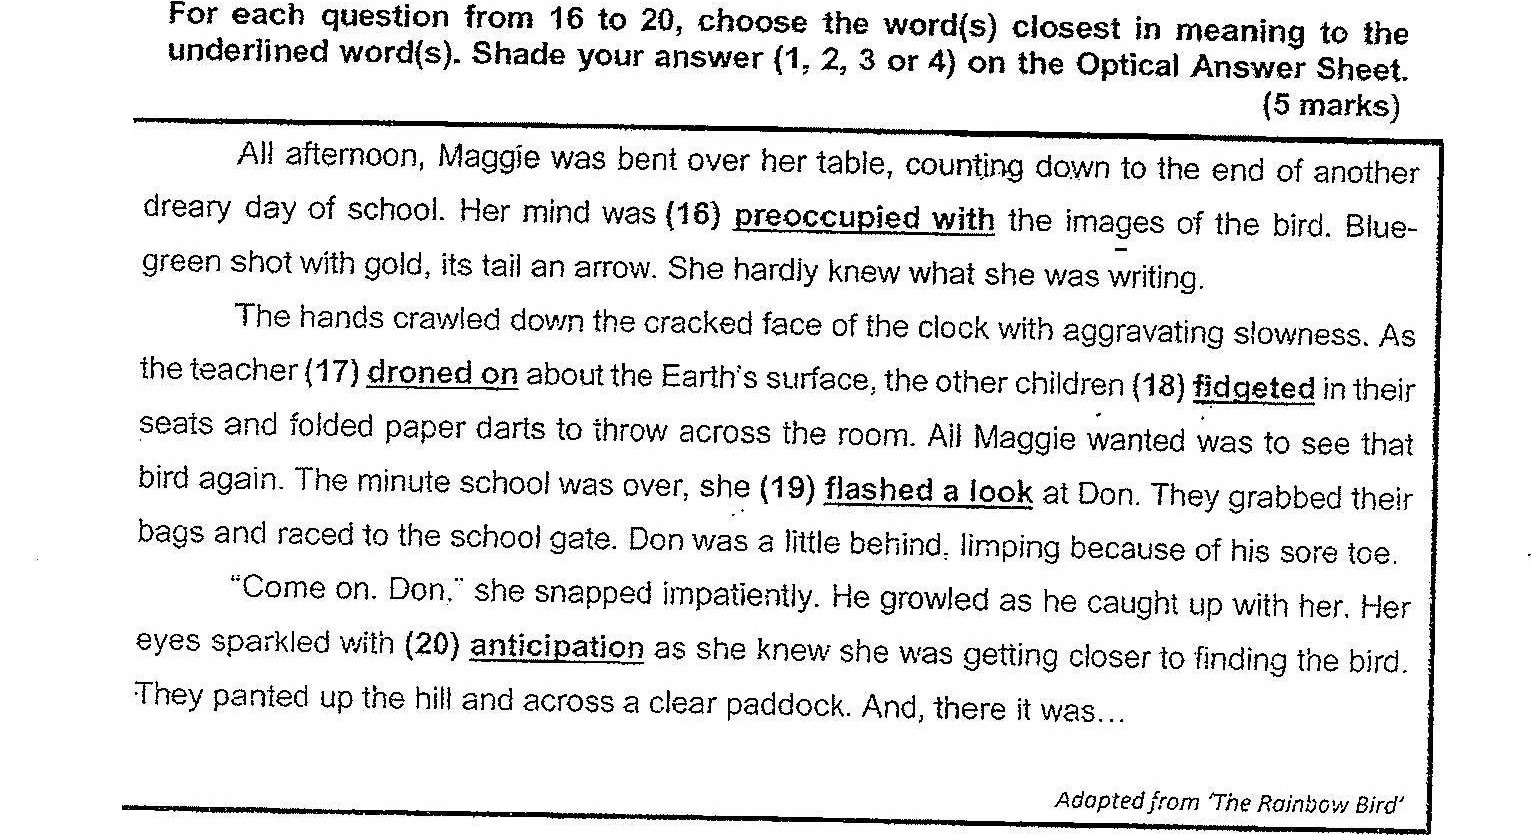 For each question from 16 to 20, choose the word(s) closest in meaning to the
underlined word(s). Shade your answer (1, 2, 3 or 4) on the Optical Answer Sheet.
(5 marks)
All afternoon, Maggie was bent over her table, counting down to the end of another
dreary day of school. Her mind was (16) preoccupied with the images of the bird. Blue-
green shot with gold, its tail an arrow. She hardly knew what she was writing.
The hands crawled down the cracked face of the clock with aggravating slowness. As
the teacher (17) droned on about the Earth's surface, the other children (18) fidgeted in their
seats and folded paper darts to throw across the room. All Maggie wanted was to see that
bird again. The minute school was over, she (19) flashed a look at Don. They grabbed their
bags and raced to the school gate. Don was a little behind, limping because of his sore toe.
"Come on. Don," she snapped impatiently. He growled as he caught up with her. Her
eyes sparkled with (20) anticipation as she knew she was getting closer to finding the bird.
They panted up the hill and across a clear paddock. And, there it was...
Adapted from 'The Rainbow Bird'